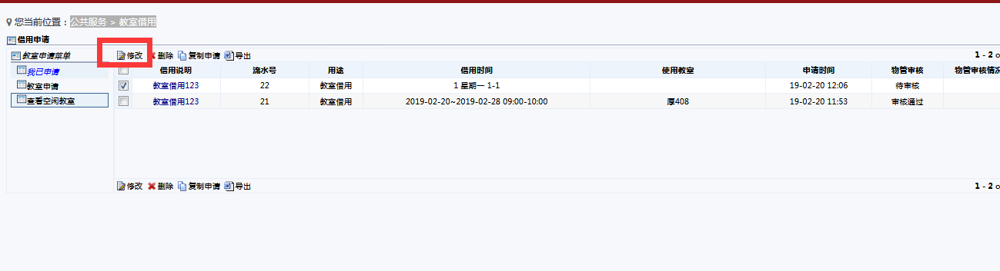 您当前位置：公共服务 > 教室借用
借用申请
教室申请菜单
我已申请
教室申请
查看空闲教室
修改 删除 复制申请 导出 1 - 2 o
借用说明 流水号 用途 借用时间 使用教室 申请时间 物管审核 物管审核情况
教室借用123 22 教室借用 1 星期一 1-1 19-02-20 12:06 待审核
教室借用123 21 教室借用 2019-02-20~2019-02-28 09:00-10:00 厚408 19-02-20 11:53 审核通过
修改 删除 复制申请 导出 1 - 2 o